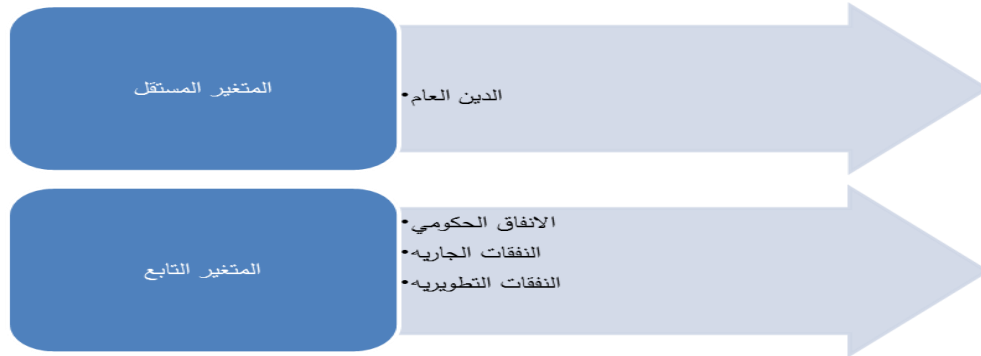 المتغير المستقل
•الدين العام
المتغير التابع
•الانفاق الحكومي
•النفقات الجاريه
•النفقات التطويريه